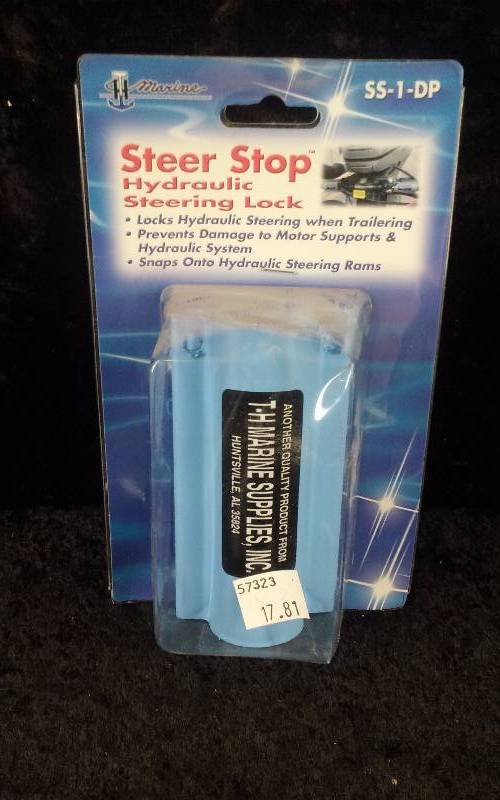 TH Marine
SS-1-DP
Steer Stop™
Hydraulic
Steering Lock
• Locks Hydraulic Steering when Trailering
• Prevents Damage to Motor Supports &
Hydraulic System
• Snaps Onto Hydraulic Steering Rams
ANOTHER QUALITY PRODUCT FROM
T-H MARINE SUPPLIES, INC.
HUNTSVILLE, AL 35824
57323
17.81